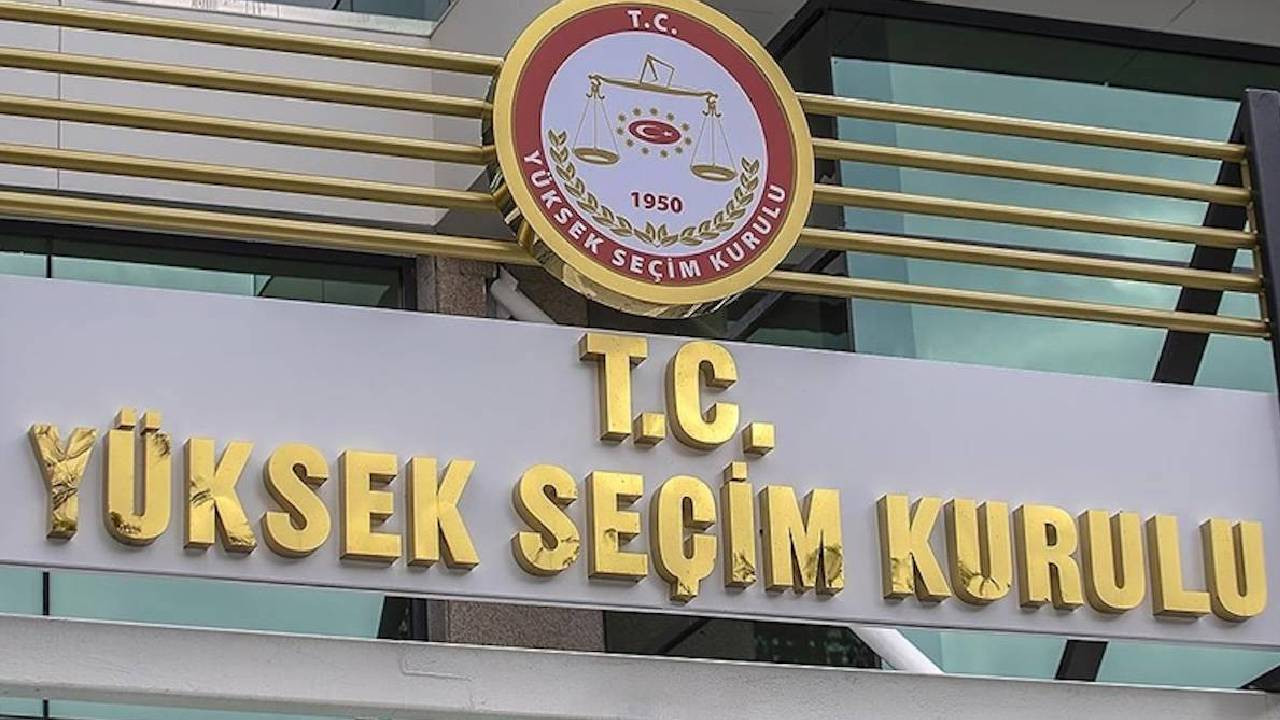 T.C.
1950
YÜKSEK SEÇİM KURULU
T.C.
YÜKSEK SEÇİM KURULU